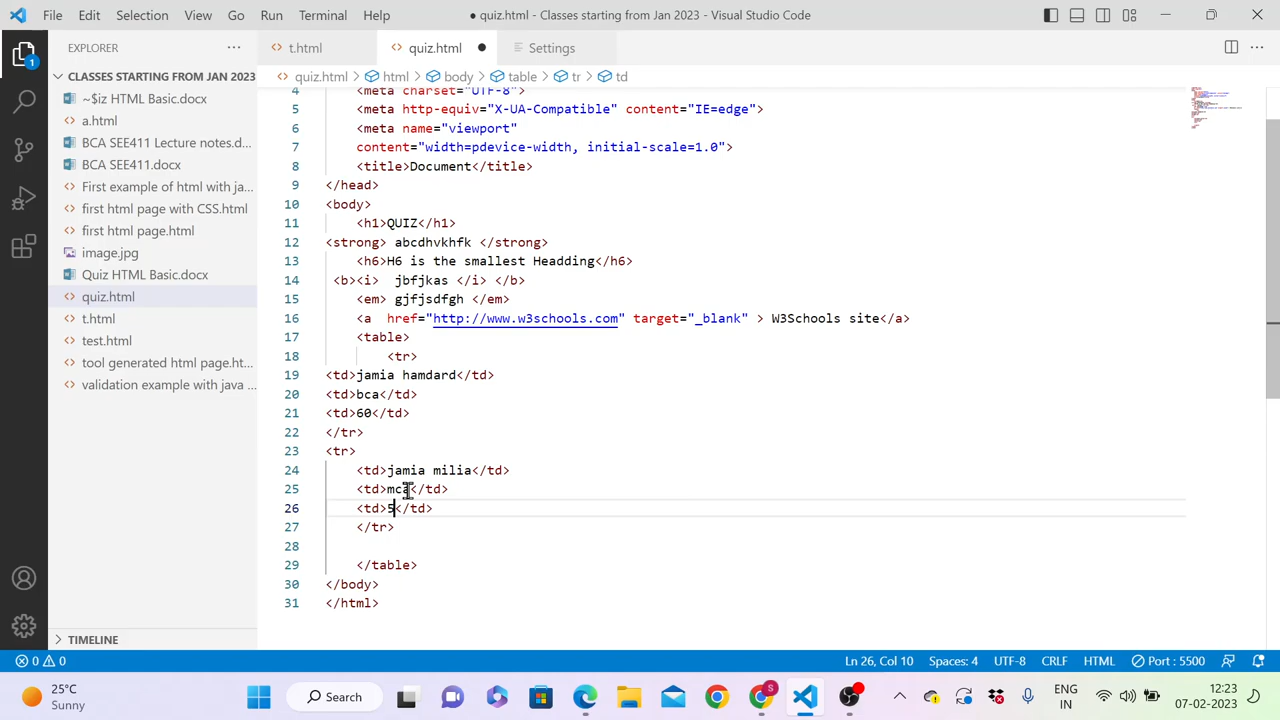 File Edit Selection View Go Run Terminal Help
● quiz.html - Classes starting from Jan 2023 - Visual Studio Code
EXPLORER
t.html
quiz.html
Settings
CLASSES STARTING FROM JAN 2023
quiz.html > html > body > table > tr > td
~$iz HTML Basic.docx
a.html
BCA SEE411 Lecture notes.d...
BCA SEE411.docx
First example of html with ja...
first html page with CSS.html
first html page.html
image.jpg
Quiz HTML Basic.docx
quiz.html
t.html
test.html
tool generated html page.ht...
validation example with java ...
TIMELINE
4 <meta charset="UTF-8">
5 <meta http-equiv="X-UA-Compatible" content="IE=edge">
6 <meta name="viewport"
7 content="width=pdevice-width, initial-scale=1.0">
8 <title>Document</title>
9 </head>
10 <body>
11 <h1>QUIZ</h1>
12 <strong> abcdhvkhfk </strong>
13 <h6>H6 is the smallest Headding</h6>
14 <b><i> jbfjkas </i> </b>
15 <em> gjfjsdfgh </em>
16 <a href="http://www.w3schools.com" target="_blank" > W3Schools site</a>
17 <table>
18 <tr>
19 <td>jamia hamdard</td>
20 <td>bca</td>
21 <td>60</td>
22 </tr>
23 <tr>
24 <td>jamia milia</td>
25 <td>mca</td>
26 <td>5</td>
27 </tr>
28
29 </table>
30 </body>
31 </html>
0 0
Ln 26, Col 10 Spaces: 4 UTF-8 CRLF HTML Port : 5500
25°C
Sunny
Search
ENG
IN
12:23
07-02-2023